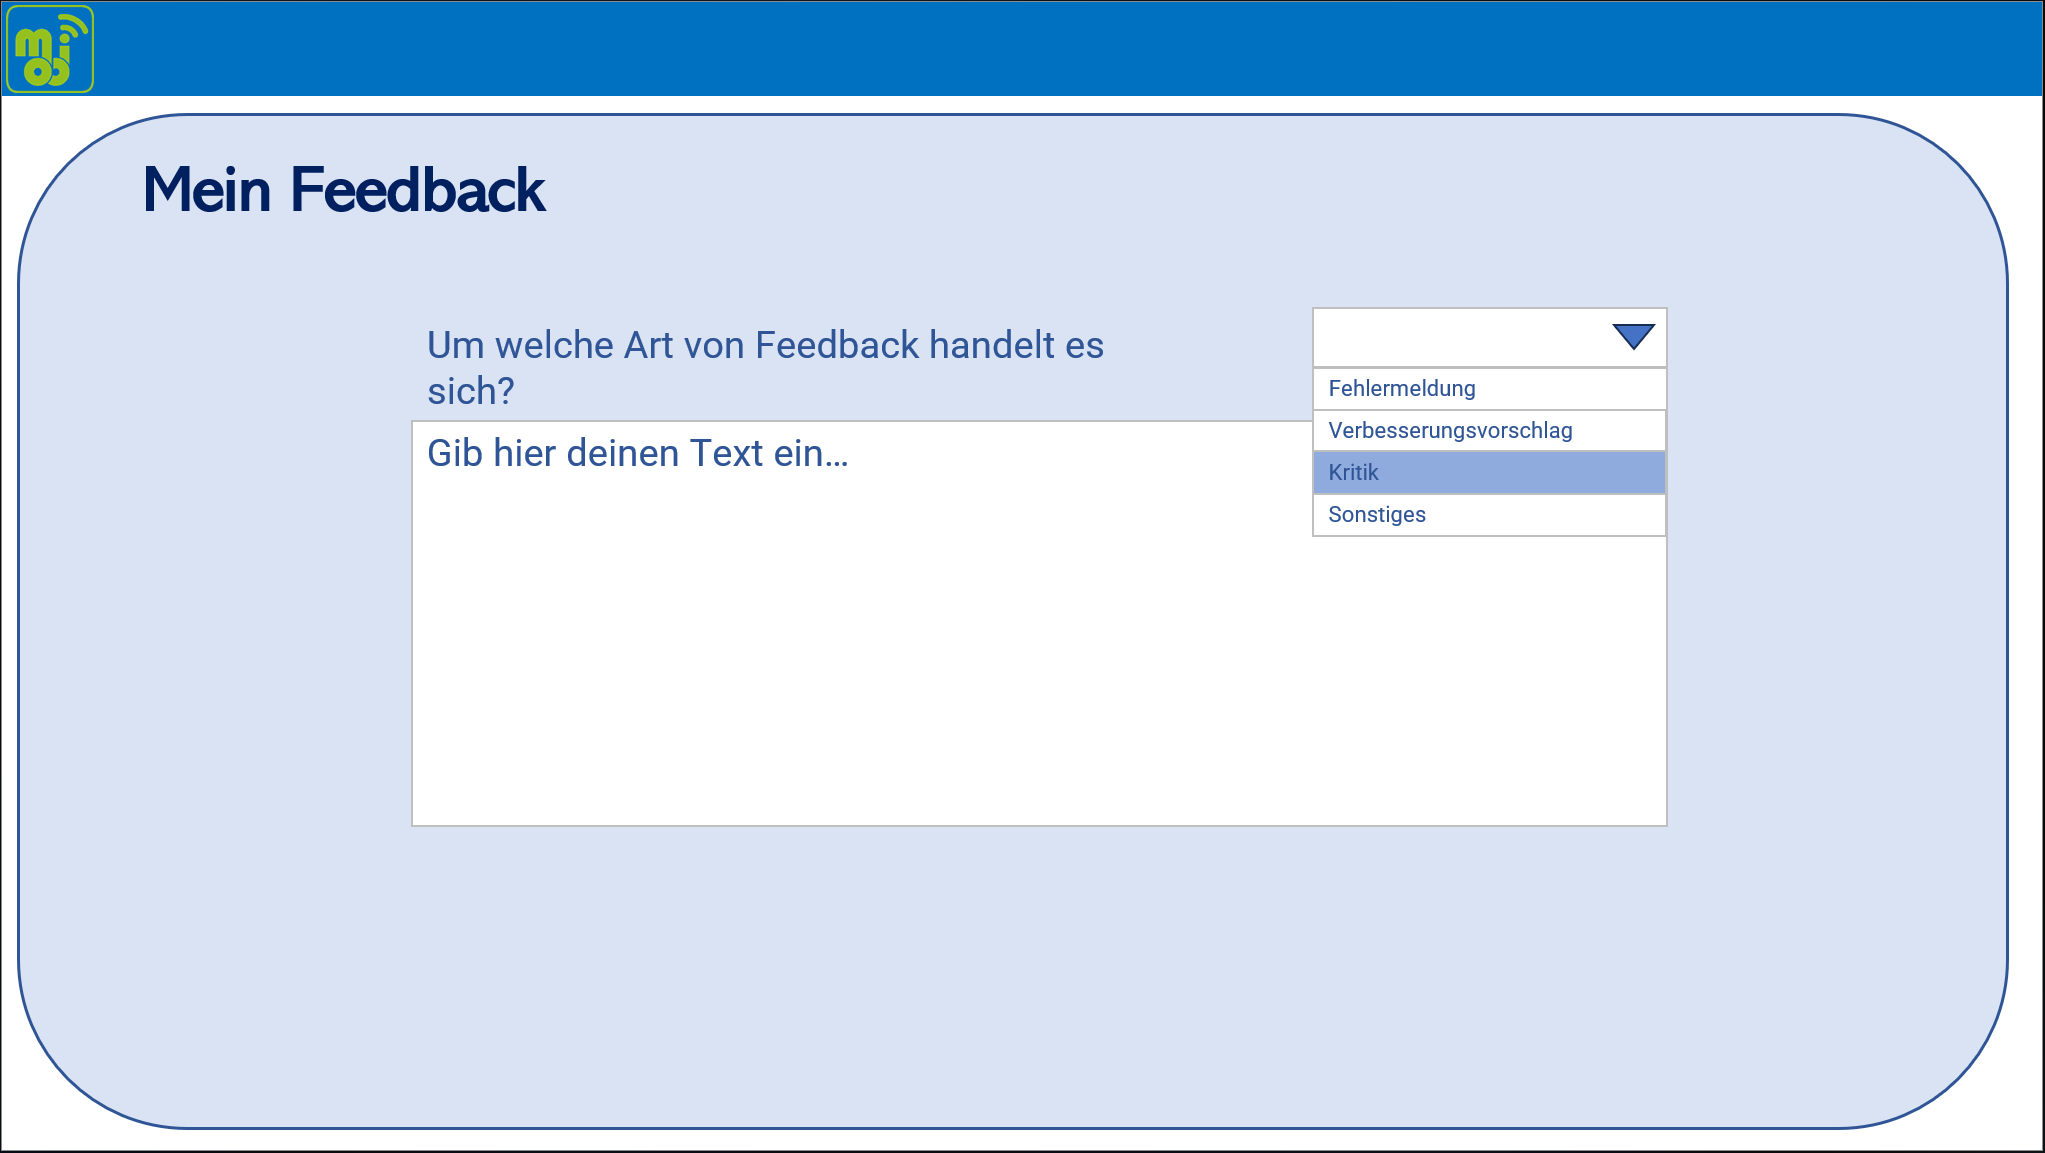 mobi
Mein Feedback
Um welche Art von Feedback handelt es
sich?
Gib hier deinen Text ein...
Fehlermeldung
Verbesserungsvorschlag
Kritik
Sonstiges